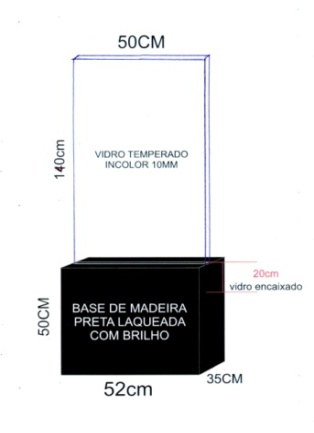 50CM
140cm
VIDRO TEMPERADO
INCOLOR 10MM
20cm
vidro encaixado
50CM
BASE DE MADEIRA
PRETA LAQUEADA
COM BRILHO
35CM
52cm